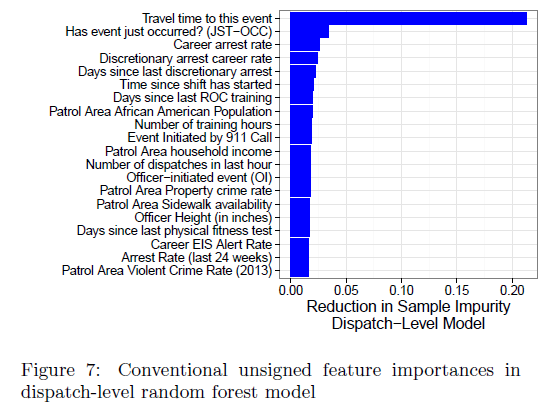 Travel time to this event
Has event just occurred? (JST−OCC)
Career arrest rate
Discretionary arrest career rate
Days since last discretionary arrest
Time since shift has started
Days since last ROC training
Patrol Area African American Population
Number of training hours
Event Initiated by 911 Call
Patrol Area household income
Number of dispatches in last hour
Officer−initiated event (OI)
Patrol Area Property crime rate
Patrol Area Sidewalk availability
Officer Height (in inches)
Days since last physical fitness test
Career EIS Alert Rate
Arrest Rate (last 24 weeks)
Patrol Area Violent Crime Rate (2013)
0.00 0.05 0.10 0.15 0.20
Reduction in Sample Impurity
Dispatch−Level Model
Figure 7: Conventional unsigned feature importances in
dispatch-level random forest model